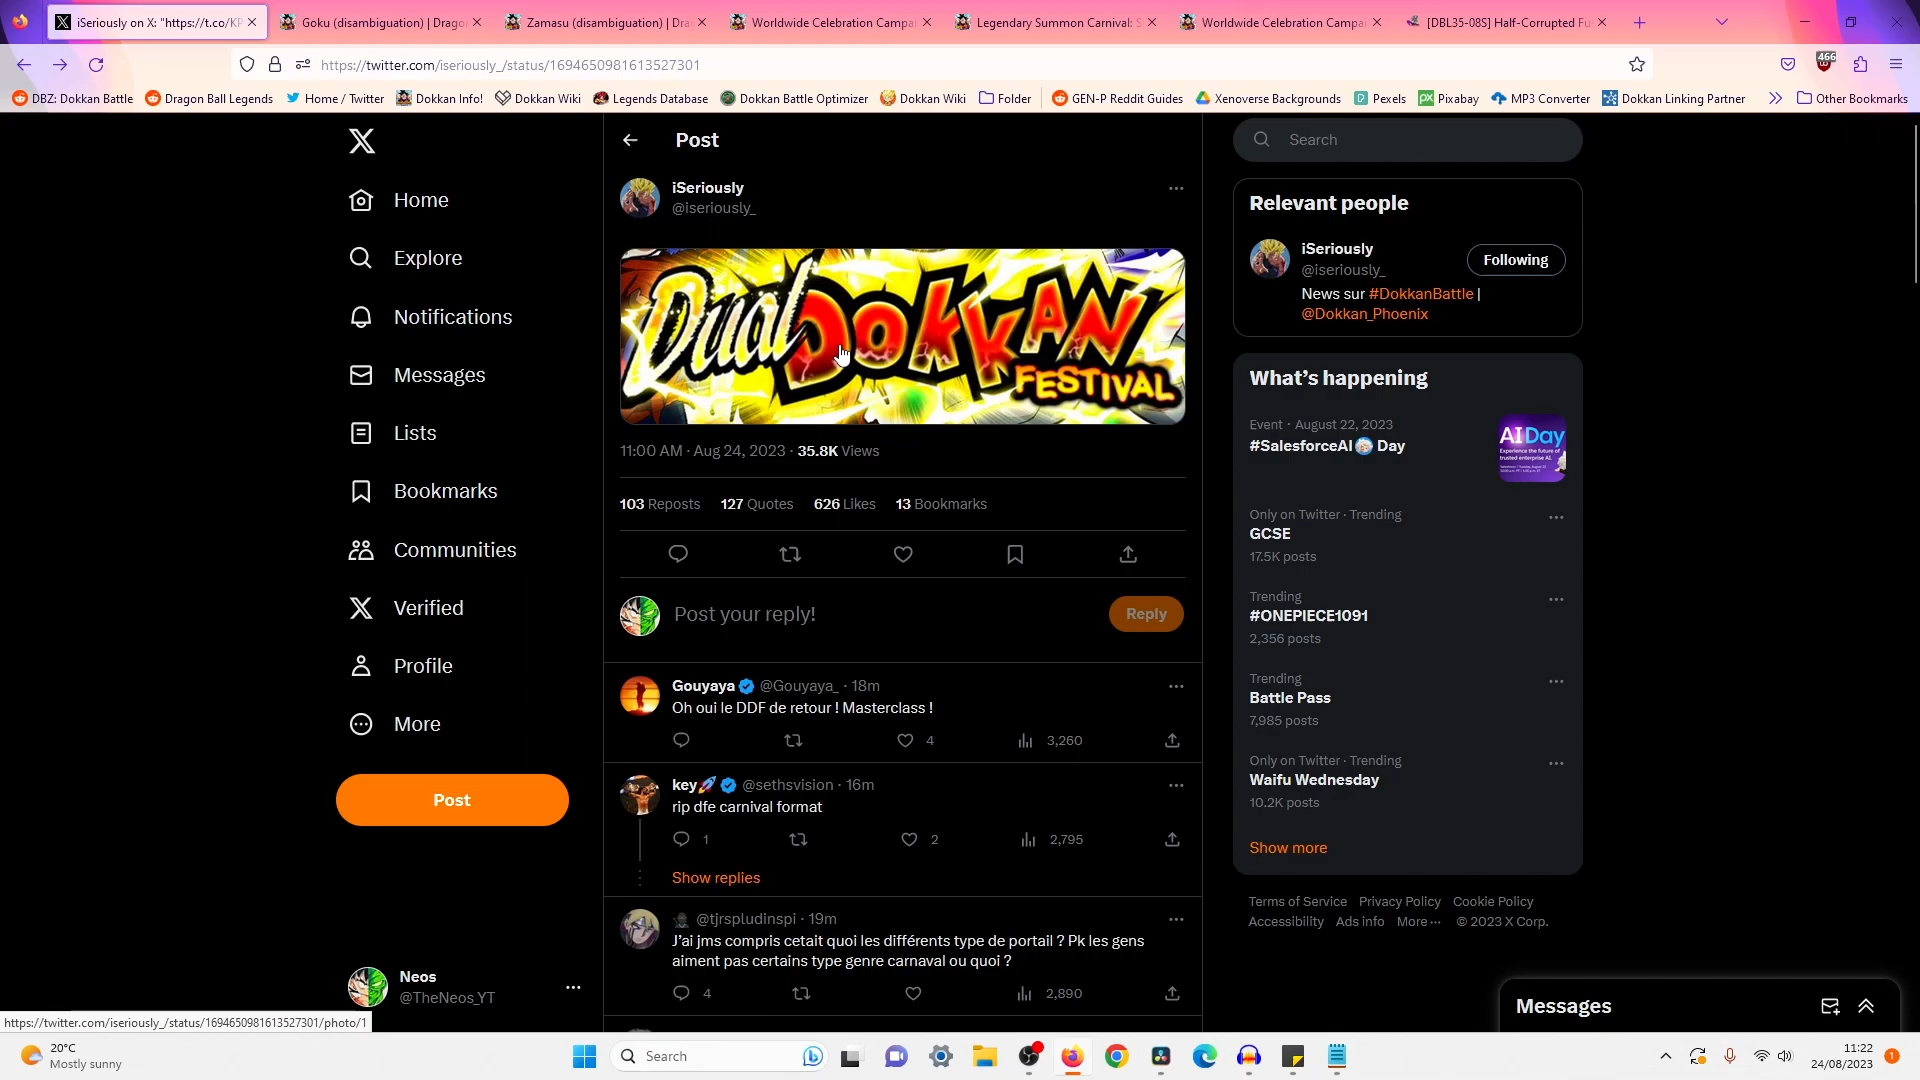 iSeriously on X: "https://t.co/KP
Goku (disambiguation) | Drago
Zamasu (disambiguation) | Dra
Worldwide Celebration Campai
Legendary Summon Carnival: S
Worldwide Celebration Campai
[DBL35-08S] Half-Corrupted Fu
https://twitter.com/iseriously_/status/1694650981613527301
466
DBZ: Dokkan Battle
Dragon Ball Legends
Home / Twitter
Dokkan Info!
Dokkan Wiki
Legends Database
Dokkan Battle Optimizer
Dokkan Wiki
Folder
GEN-P Reddit Guides
Xenoverse Backgrounds
Pexels
Pixabay
MP3 Converter
Dokkan Linking Partner
Other Bookmarks
Home
Explore
Notifications
Messages
Lists
Bookmarks
Communities
Verified
Profile
More
Post
Neos
@TheNeos_YT
https://twitter.com/iseriously_/status/1694650981613527301/photo/1
Post
iSeriously
@iseriously_
Dual DOKKAN
FESTIVAL
11:00 AM · Aug 24, 2023 · 35.8K Views
103 Reposts 127 Quotes 626 Likes 13 Bookmarks
Post your reply!
Reply
Gouyaya @Gouyaya_ · 18m
Oh oui le DDF de retour ! Masterclass !
4 3,260
key🚀 @sethsvision · 16m
rip dfe carnival format
1 2 2,795
Show replies
@tjrspludinspi · 19m
J'ai jms compris cetait quoi les différents type de portail ? Pk les gens
aiment pas certains type genre carnaval ou quoi ?
4 2,890
Search
Relevant people
iSeriously
@iseriously_
Following
News sur #DokkanBattle |
@Dokkan_Phoenix
What's happening
Event · August 22, 2023
#SalesforceAI Day
AI Day
Experience the future of
trusted enterprise AI.
Only on Twitter · Trending
GCSE
17.5K posts
Trending
#ONEPIECE1091
2,356 posts
Trending
Battle Pass
7,985 posts
Only on Twitter · Trending
Waifu Wednesday
10.2K posts
Show more
Terms of Service Privacy Policy Cookie Policy
Accessibility Ads info More ··· © 2023 X Corp.
Messages
20°C
Mostly sunny
Search
11:22
24/08/2023
1